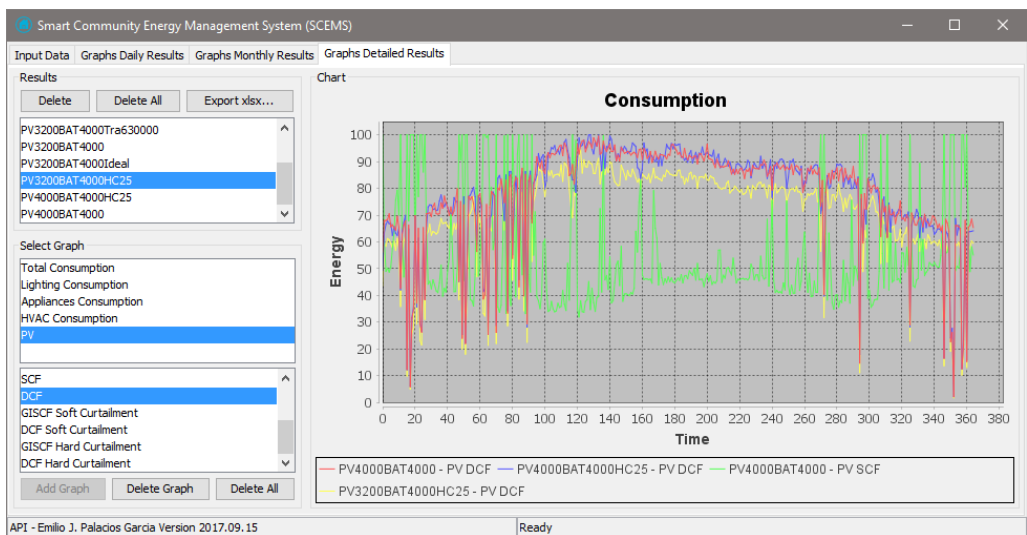 Smart Community Energy Management System (SCEMS)
Input Data Graphs Daily Results Graphs Monthly Results Graphs Detailed Results
Results
Delete Delete All Export xlsx...
PV3200BAT4000Tra630000
PV3200BAT4000
PV3200BAT4000Ideal
PV3200BAT4000HC25
PV4000BAT4000HC25
PV4000BAT4000
Select Graph
Total Consumption
Lighting Consumption
Appliances Consumption
HVAC Consumption
PV
SCF
DCF
GISCF Soft Curtailment
DCF Soft Curtailment
GISCF Hard Curtailment
DCF Hard Curtailment
Add Graph Delete Graph Delete All
Chart
Consumption
Energy
100
90
80
70
60
50
40
30
20
10
0
0 20 40 60 80 100 120 140 160 180 200 220 240 260 280 300 320 340 360 380
Time
PV4000BAT4000 - PV DCF PV4000BAT4000HC25 - PV DCF PV4000BAT4000 - PV SCF
PV3200BAT4000HC25 - PV DCF
API - Emilio J. Palacios Garcia Version 2017.09.15 Ready